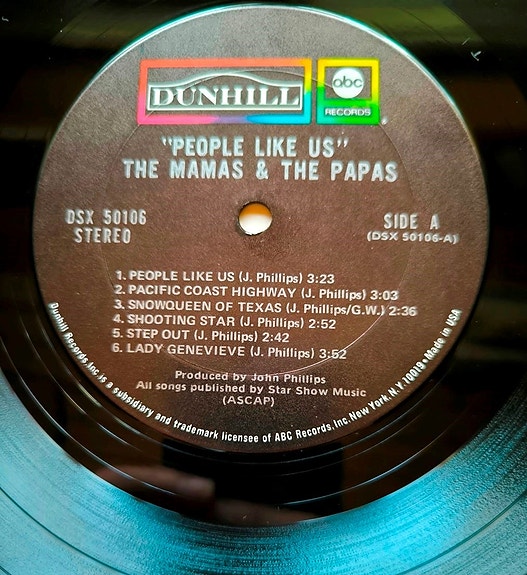 DUNHILL
abc
RECORDS
"PEOPLE LIKE US"
THE MAMAS & THE PAPAS
DSX 50106
STEREO
SIDE A
(DSX 50106-A)
1. PEOPLE LIKE US (J. Phillips) 3:23
2. PACIFIC COAST HIGHWAY (J. Phillips) 3:03
3. SNOWQUEEN OF TEXAS (J. Phillips/G.W.) 2:36
4. SHOOTING STAR (J. Phillips) 2:52
5. STEP OUT (J. Phillips) 2:42
6. LADY GENEVIEVE (J. Phillips) 3:52
Produced by John Phillips
All songs published by Star Show Music
(ASCAP)
Dunhill Records, Inc. is a subsidiary and trademark licensee of ABC Records, Inc. New York, N.Y. 10019 • Made in USA